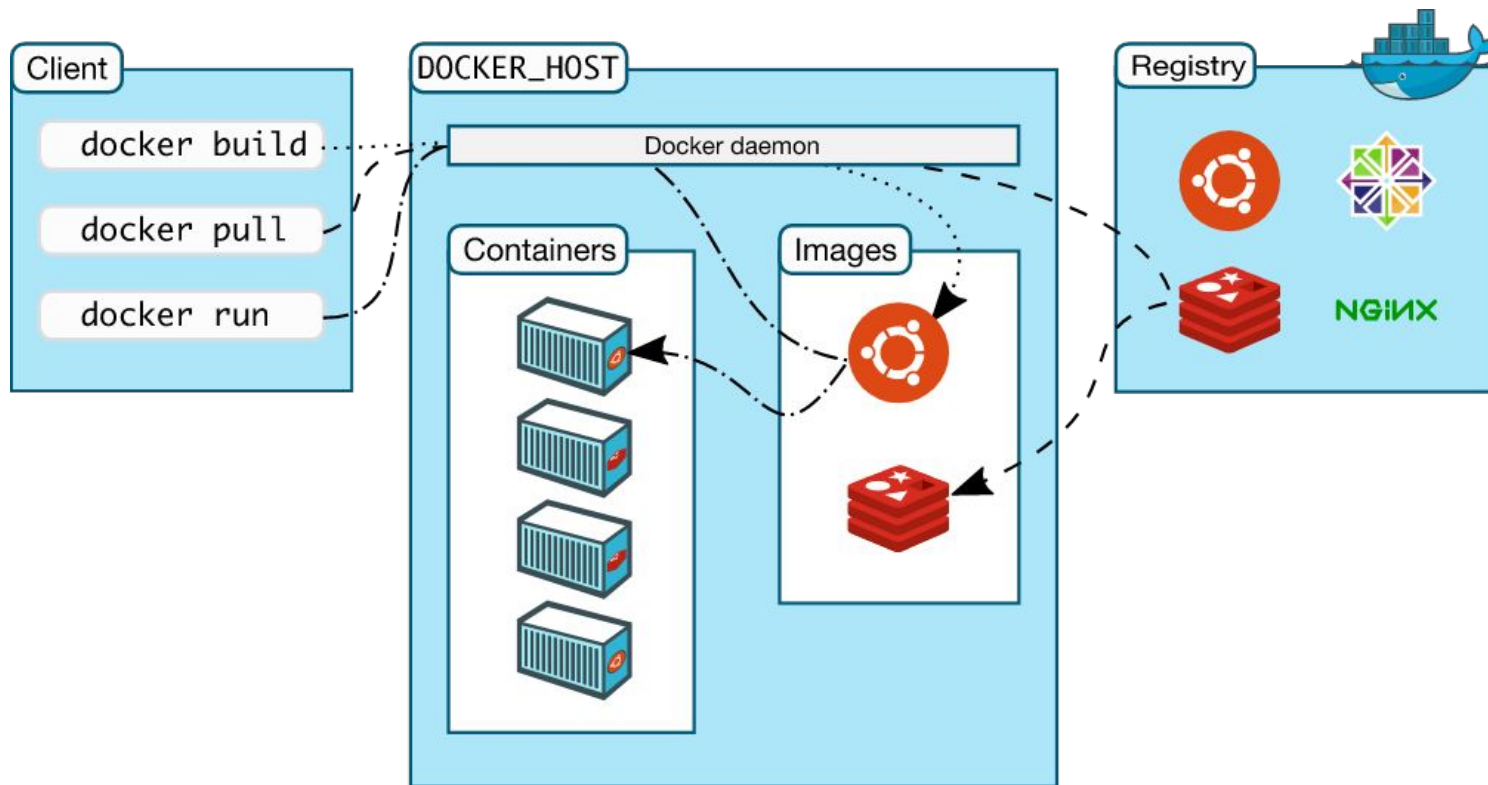 Client
docker build
docker pull
docker run
DOCKER_HOST
Docker daemon
Containers
Images
Registry
NGINX